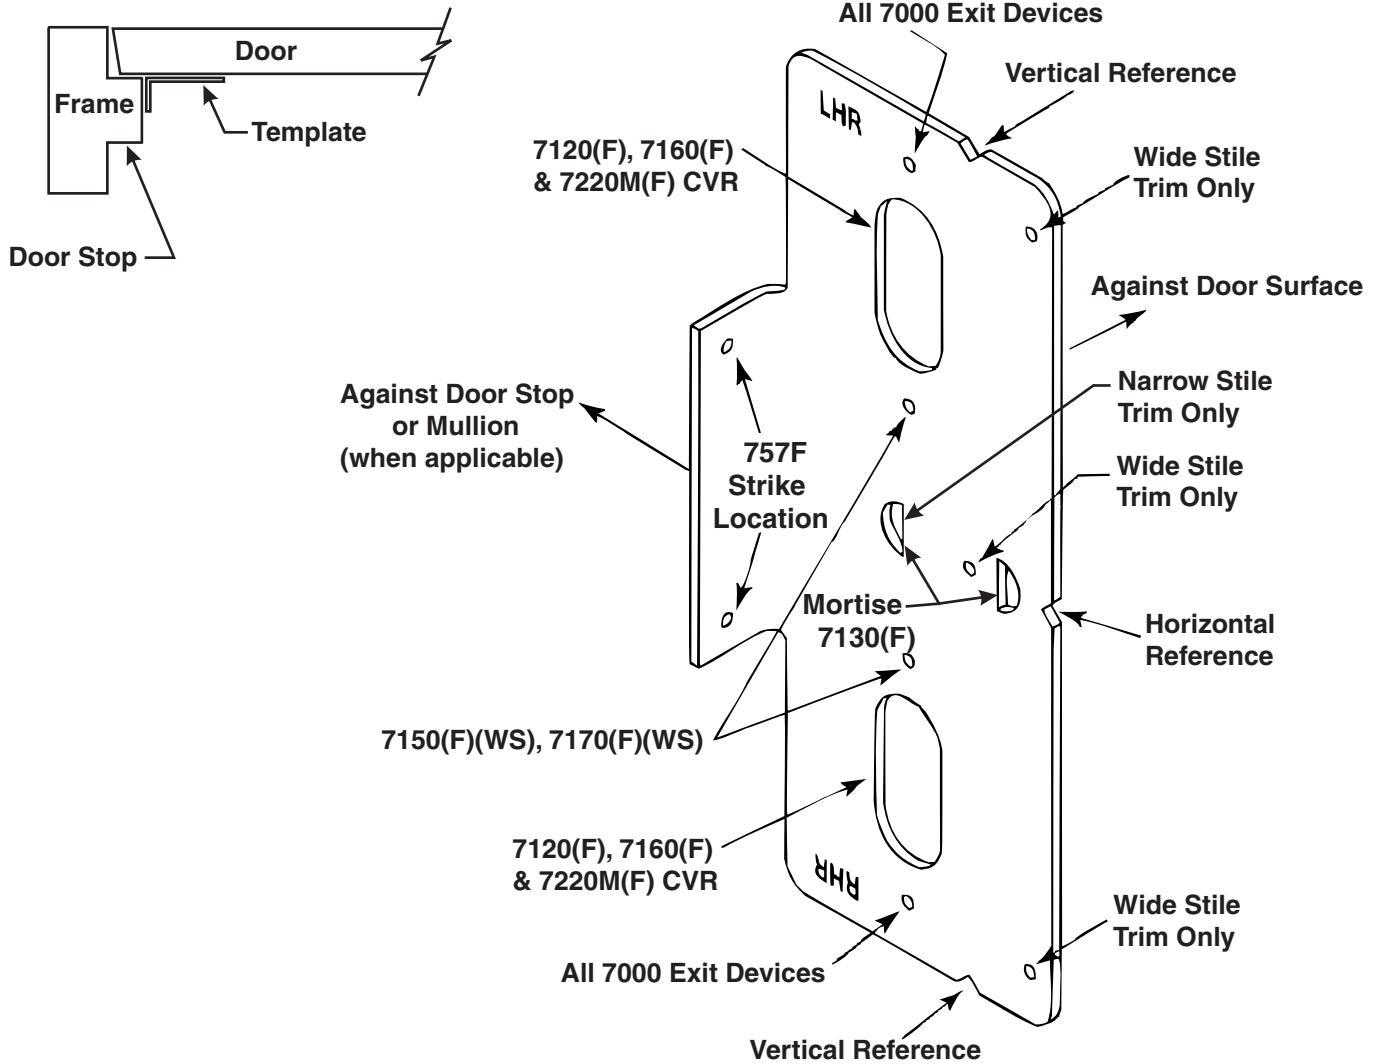 All 7000 Exit Devices
Door
Vertical Reference
Frame
LHR
Template
7120(F), 7160(F)
& 7220M(F) CVR
Wide Stile
Trim Only
Door Stop
Against Door Surface
Against Door Stop
or Mullion
(when applicable)
Narrow Stile
Trim Only
757F
Strike
Location
Wide Stile
Trim Only
Mortise
7130(F)
Horizontal
Reference
7150(F)(WS), 7170(F)(WS)
7120(F), 7160(F)
& 7220M(F) CVR
RHR
Wide Stile
Trim Only
All 7000 Exit Devices
Vertical Reference